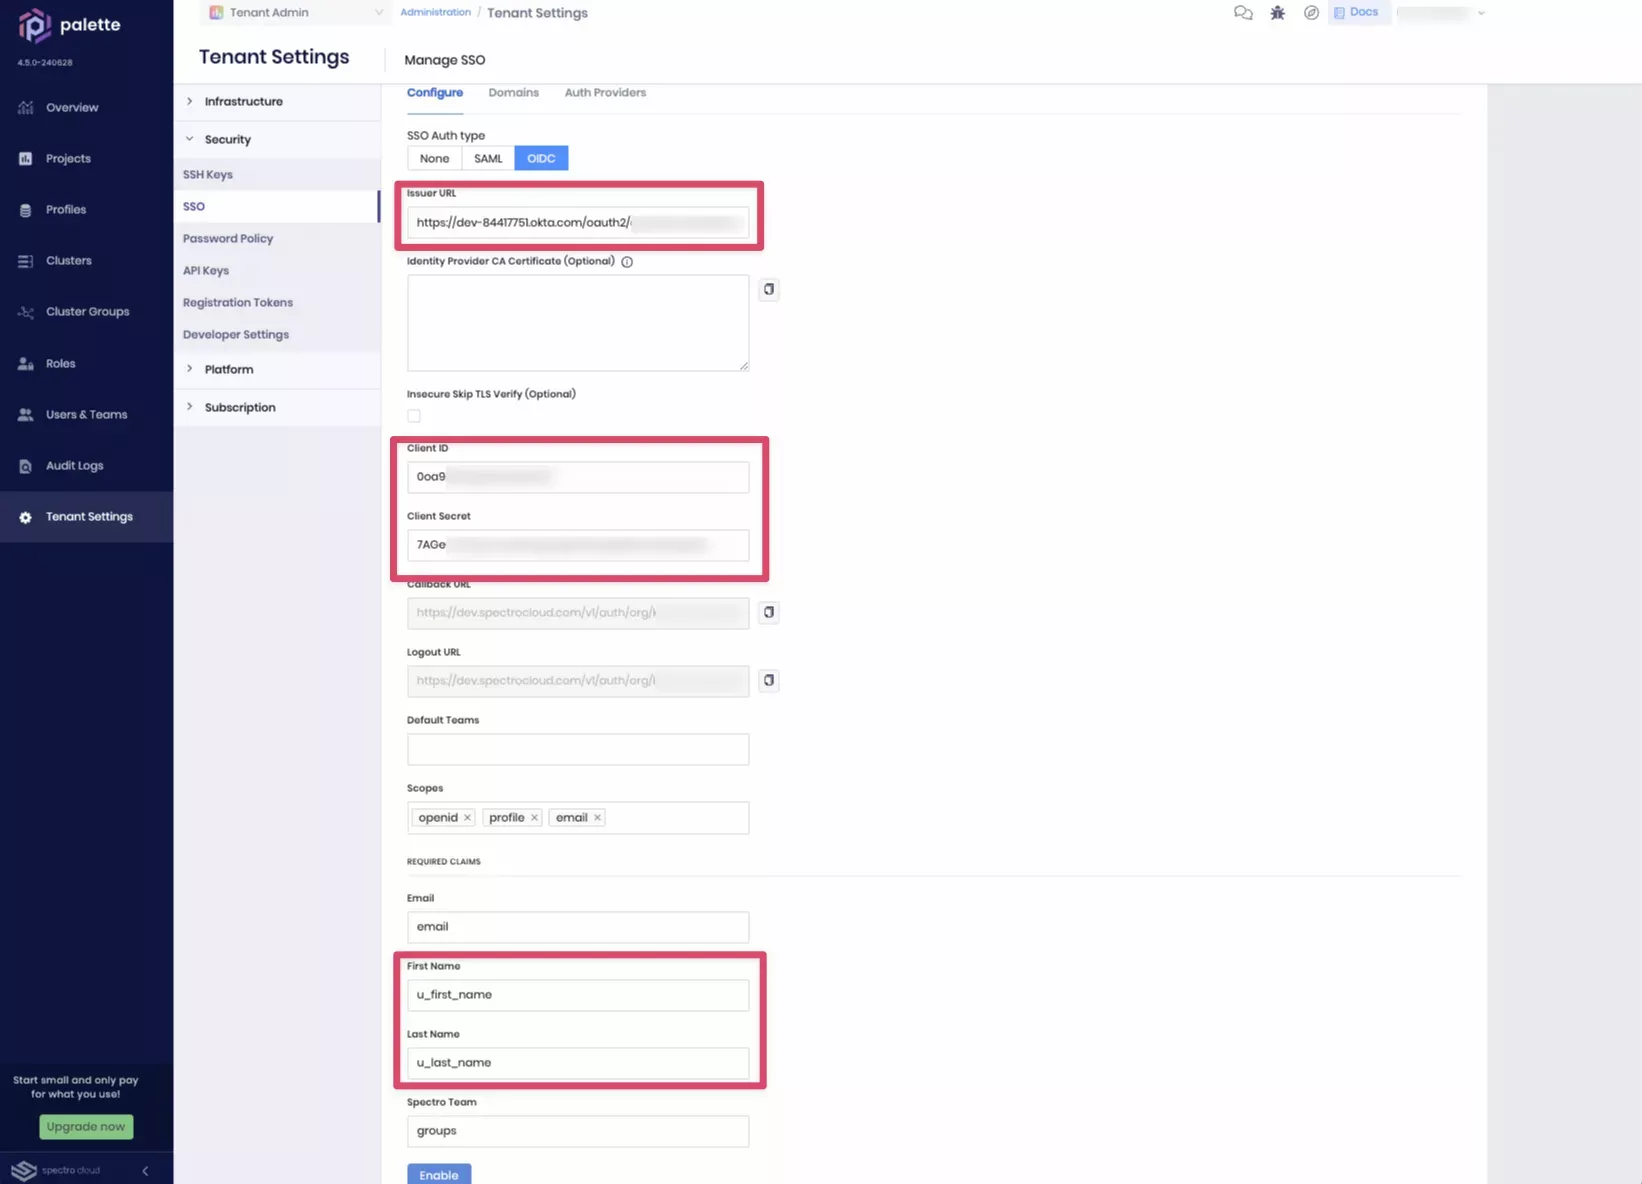 palette
4.5.0-240628
Overview
Projects
Profiles
Clusters
Cluster Groups
Roles
Users & Teams
Audit Logs
Tenant Settings
Start small and only pay
for what you use!
Upgrade now
spectro cloud
Tenant Admin
Administration / Tenant Settings
Docs
Tenant Settings
Manage SSO
Infrastructure
Security
SSH Keys
SSO
Password Policy
API Keys
Registration Tokens
Developer Settings
Platform
Subscription
Configure Domains Auth Providers
SSO Auth type
None SAML OIDC
Issuer URL
https://dev-84417751.okta.com/oauth2/
Identity Provider CA Certificate (Optional)
Insecure Skip TLS Verify (Optional)
Client ID
0oa9
Client Secret
7AGe
Callback URL
https://dev.spectrocloud.com/v1/auth/org/
Logout URL
https://dev.spectrocloud.com/v1/auth/org/
Default Teams
Scopes
openid × profile × email ×
REQUIRED CLAIMS
Email
email
First Name
u_first_name
Last Name
u_last_name
Spectro Team
groups
Enable